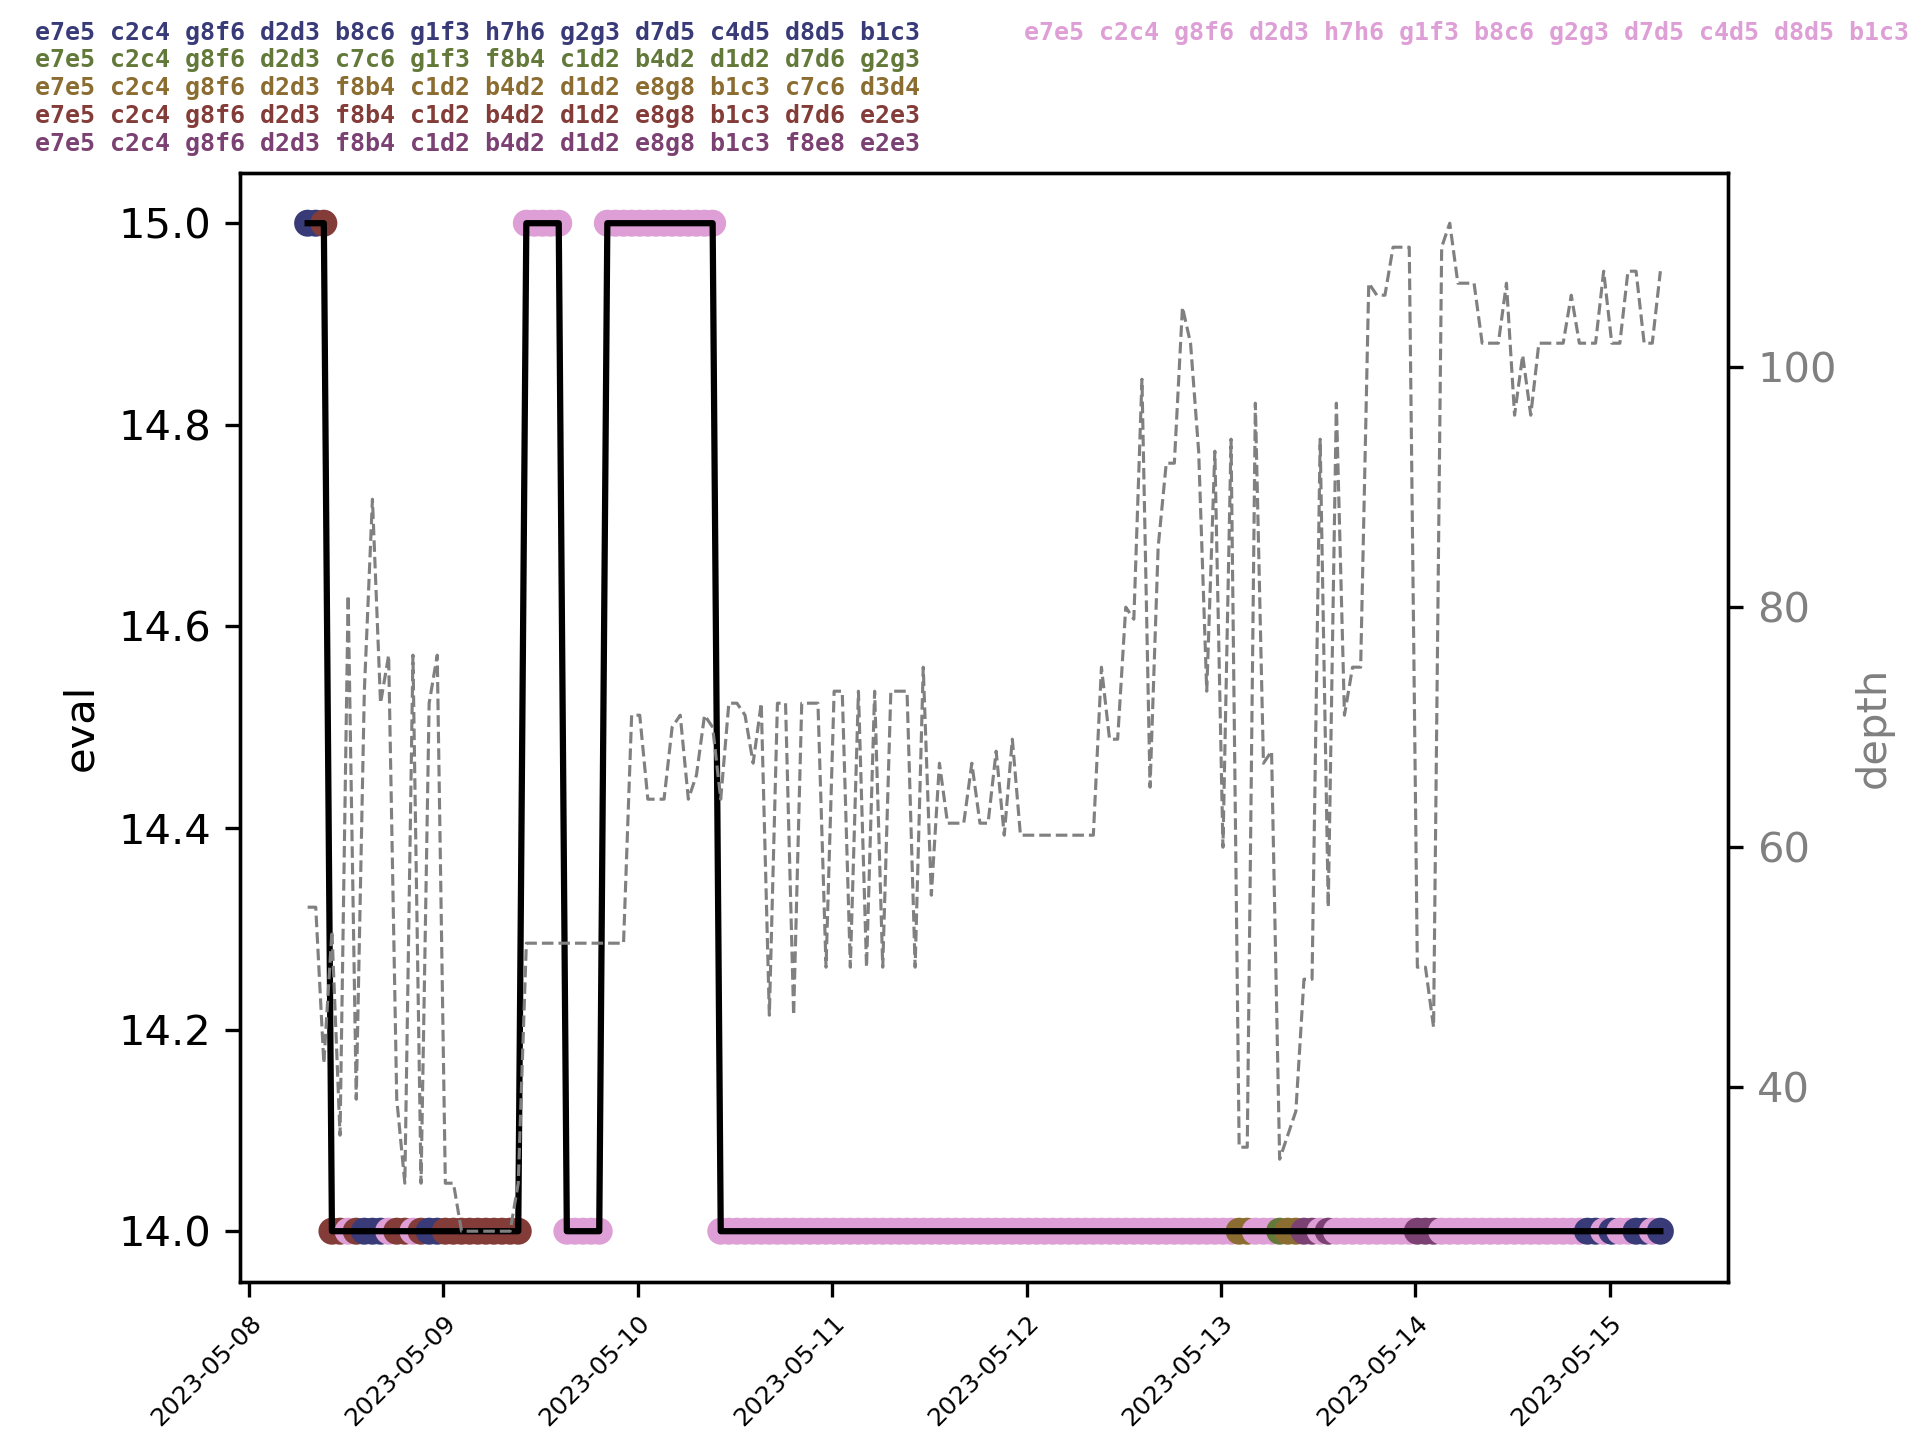 e7e5 c2c4 g8f6 d2d3 b8c6 g1f3 h7h6 g2g3 d7d5 c4d5 d8d5 b1c3
e7e5 c2c4 g8f6 d2d3 c7c6 g1f3 f8b4 c1d2 b4d2 d1d2 d7d6 g2g3
e7e5 c2c4 g8f6 d2d3 f8b4 c1d2 b4d2 d1d2 e8g8 b1c3 c7c6 d3d4
e7e5 c2c4 g8f6 d2d3 f8b4 c1d2 b4d2 d1d2 e8g8 b1c3 d7d6 e2e3
e7e5 c2c4 g8f6 d2d3 f8b4 c1d2 b4d2 d1d2 e8g8 b1c3 f8e8 e2e3
e7e5 c2c4 g8f6 d2d3 h7h6 g1f3 b8c6 g2g3 d7d5 c4d5 d8d5 b1c3
eval
15.0
14.8
14.6
14.4
14.2
14.0
100
80
60
40
depth
2023-05-08
2023-05-09
2023-05-10
2023-05-11
2023-05-12
2023-05-13
2023-05-14
2023-05-15